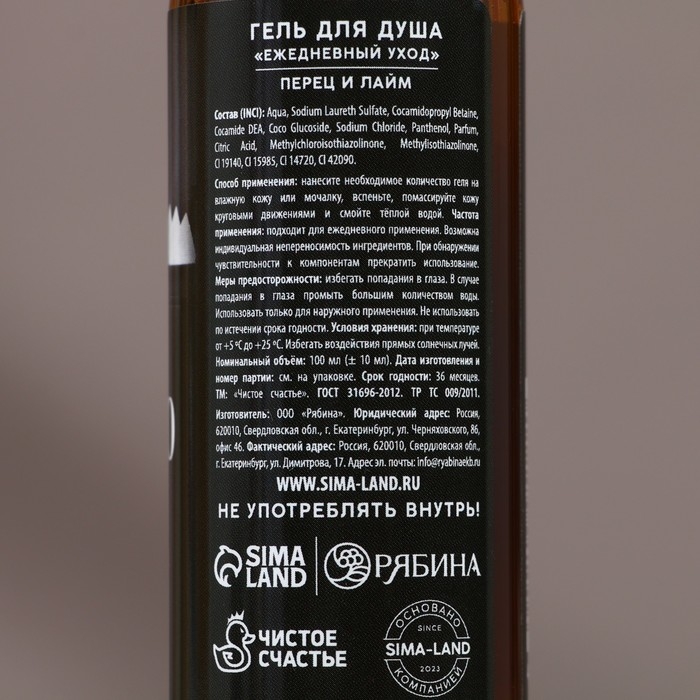 ГЕЛЬ ДЛЯ ДУША
«ЕЖЕДНЕВНЫЙ УХОД»
ПЕРЕЦ И ЛАЙМ
Состав (INCI): Aqua, Sodium Laureth Sulfate, Cocamidopropyl Betaine,
Cocamide DEA, Coco Glucoside, Sodium Chloride, Panthenol, Parfum,
Citric Acid, Methylchloroisothiazolinone, Methylisothiazolinone,
CI 19140, CI 15985, CI 14720, CI 42090.
Способ применения: нанесите необходимое количество геля на
влажную кожу или мочалку, вспеньте, помассируйте кожу
круговыми движениями и смойте тёплой водой. Частота
применения: подходит для ежедневного применения. Возможна
индивидуальная непереносимость ингредиентов. При обнаружении
чувствительности к компонентам прекратить использование.
Меры предосторожности: избегать попадания в глаза. В случае
попадания в глаза промыть большим количеством воды.
Использовать только для наружного применения. Не использовать
по истечении срока годности. Условия хранения: при температуре
от +5 °C до +25 °C. Избегать воздействия прямых солнечных лучей.
Номинальный объём: 100 мл (± 10 мл). Дата изготовления и
номер партии: см. на упаковке. Срок годности: 36 месяцев.
ТМ: «Чистое счастье». ГОСТ 31696-2012. ТР ТС 009/2011.
Изготовитель: ООО «Рябина». Юридический адрес: Россия,
620010, Свердловская обл., г. Екатеринбург, ул. Черняховского, 86,
офис 46. Фактический адрес: Россия, 620010, Свердловская обл.,
г. Екатеринбург, ул. Димитрова, 17. Адрес эл. почты: info@ryabinaekb.ru
WWW.SIMA-LAND.RU
НЕ УПОТРЕБЛЯТЬ ВНУТРЬ!
SIMA LAND РЯБИНА
ЧИСТОЕ
СЧАСТЬЕ
ОСНОВАНО
SINCE
SIMA-LAND
2023
КОМПАНИЕЙ